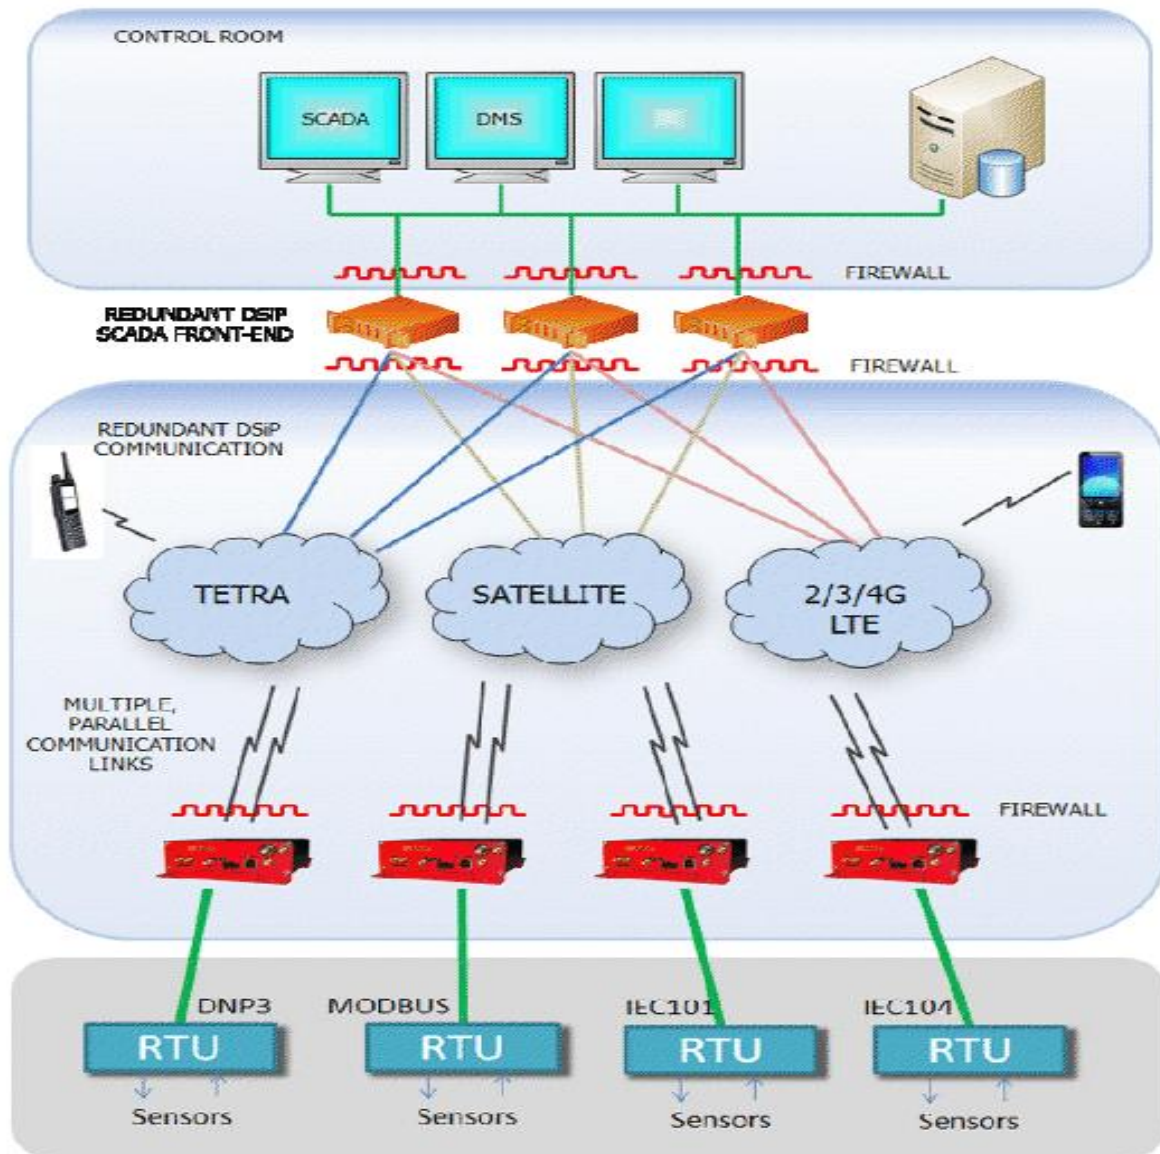 CONTROL ROOM
SCADA
DMS
FIREWALL
REDUNDANT DSiP
SCADA FRONT-END
FIREWALL
REDUNDANT DSiP
COMMUNICATION
TETRA
SATELLITE
2/3/4G
LTE
MULTIPLE,
PARALLEL
COMMUNICATION
LINKS
FIREWALL
DNP3
MODBUS
IEC101
IEC104
RTU
RTU
RTU
RTU
Sensors
Sensors
Sensors
Sensors